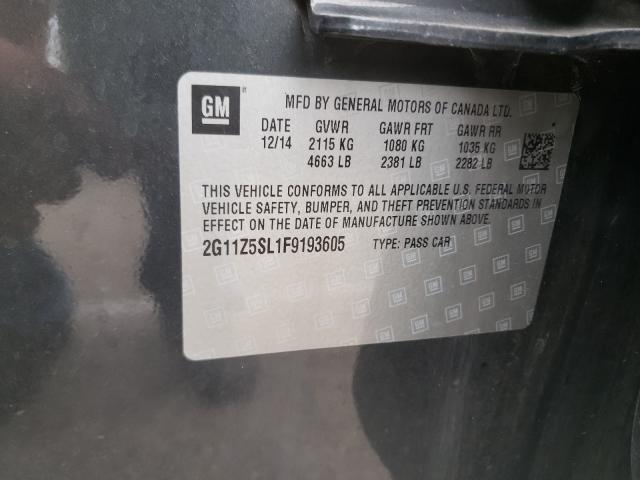 GM
MFD BY GENERAL MOTORS OF CANADA LTD.
DATE GVWR GAWR FRT GAWR RR
12/14 2115 KG 1080 KG 1035 KG
4663 LB 2381 LB 2282 LB
THIS VEHICLE CONFORMS TO ALL APPLICABLE U.S. FEDERAL MOTOR
VEHICLE SAFETY, BUMPER, AND THEFT PREVENTION STANDARDS IN
EFFECT ON THE DATE OF MANUFACTURE SHOWN ABOVE.
2G11Z5SL1F9193605 TYPE: PASS CAR